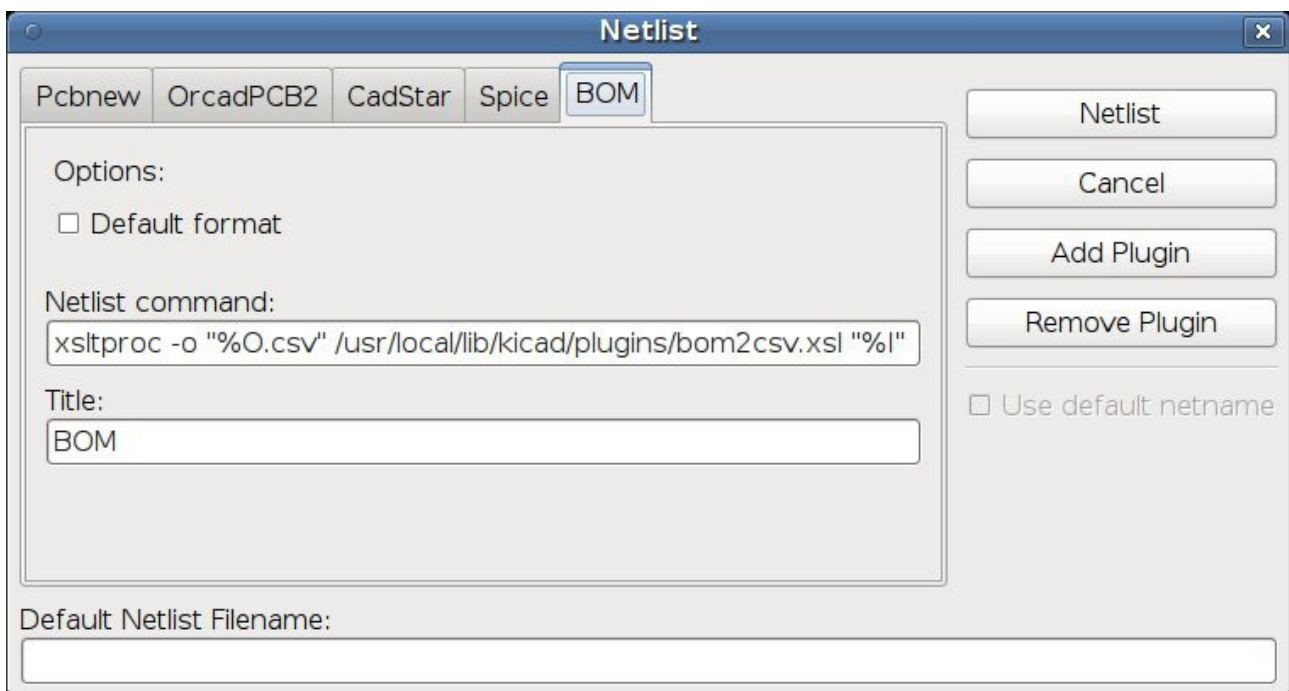 Netlist
Pcbnew OrcadPCB2 CadStar Spice BOM
Netlist
Options:
Cancel
Default format
Add Plugin
Netlist command:
Remove Plugin
xsltproc -o "%O.csv" /usr/local/lib/kicad/plugins/bom2csv.xsl "%I"
Title:
Use default netname
BOM
Default Netlist Filename: